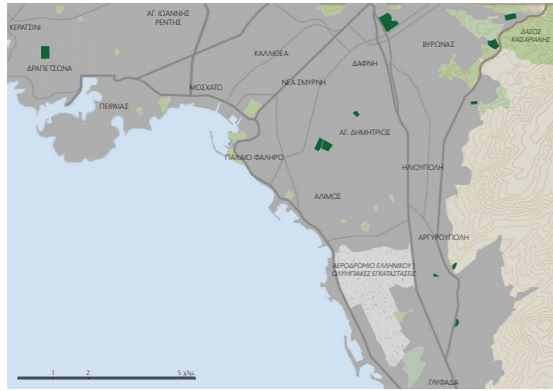 ΑΓ. ΙΩΑΝΝΗΣ
ΡΕΝΤΗΣ
ΚΕΡΑΤΣΙΝΙ
ΔΑΣΟΣ
ΚΑΙΣΑΡΙΑΝΗΣ
ΒΥΡΩΝΑΣ
ΚΑΛΛΙΘΕΑ
ΔΑΦΝΗ
ΔΡΑΠΕΤΣΩΝΑ
ΝΕΑ ΣΜΥΡΝΗ
ΜΟΣΧΑΤΟ
ΠΕΙΡΑΙΑΣ
ΑΓ. ΔΗΜΗΤΡΙΟΣ
ΠΑΛΑΙΟ ΦΑΛΗΡΟ
ΗΛΙΟΥΠΟΛΗ
ΑΛΙΜΟΣ
ΑΡΓΥΡΟΥΠΟΛΗ
ΑΕΡΟΔΡΟΜΙΟ ΕΛΛΗΝΙΚΟΥ
ΟΛΥΜΠΙΑΚΕΣ ΕΓΚΑΤΑΣΤΑΣΕΙΣ
1 2 5 χλμ.
ΓΛΥΦΑΔΑ